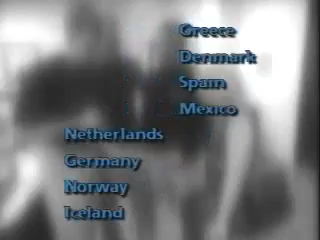 Greece
Denmark
Spain
Mexico
Netherlands
Germany
Norway
Iceland